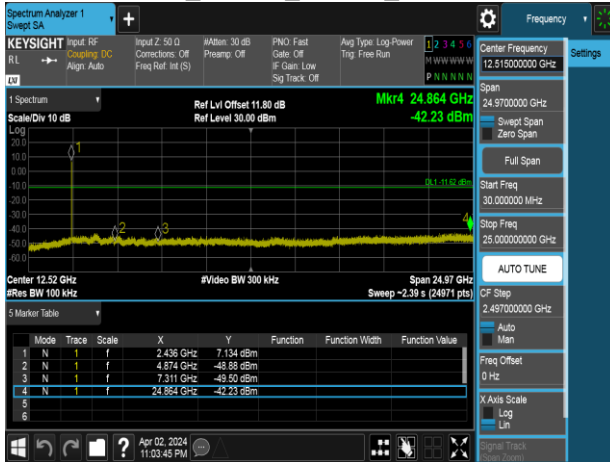 Spectrum Analyzer 1
Swept SA
+
Frequency
KEYSIGHT
RL
LXI
Input: RF
Coupling: DC
Align: Auto
Input Z: 50 Ω
Corrections: Off
Freq Ref: Int (S)
#Atten: 30 dB
Preamp: Off
PNO: Fast
Gate: Off
IF Gain: Low
Sig Track: Off
Avg Type: Log-Power
Trig: Free Run
1 2 3 4 5 6
M W W W W W
P N N N N N
Center Frequency
12.515000000 GHz
Settings
Span
24.9700000 GHz
Swept Span
Zero Span
Full Span
Start Freq
30.000000 MHz
Stop Freq
25.000000000 GHz
AUTO TUNE
CF Step
2.497000000 GHz
Auto
Man
Freq Offset
0 Hz
X Axis Scale
Log
Lin
Signal Track
(Span Zoom)
1 Spectrum
Scale/Div 10 dB
Ref Lvl Offset 11.80 dB
Ref Level 30.00 dBm
Mkr4 24.864 GHz
-42.23 dBm
Log
20.0
10.0
0.00
-10.0
-20.0
-30.0
-40.0
-50.0
-60.0
1
2
3
4
DL1 -11.62 dBm
Center 12.52 GHz
#Res BW 100 kHz
#Video BW 300 kHz
Span 24.97 GHz
Sweep ~2.39 s (24971 pts)
5 Marker Table
Mode Trace Scale X Y Function Function Width Function Value
1 N 1 f 2.436 GHz 7.134 dBm
2 N 1 f 4.874 GHz -48.88 dBm
3 N 1 f 7.311 GHz -49.50 dBm
4 N 1 f 24.864 GHz -42.23 dBm
5
6
?
Apr 02, 2024
11:03:45 PM